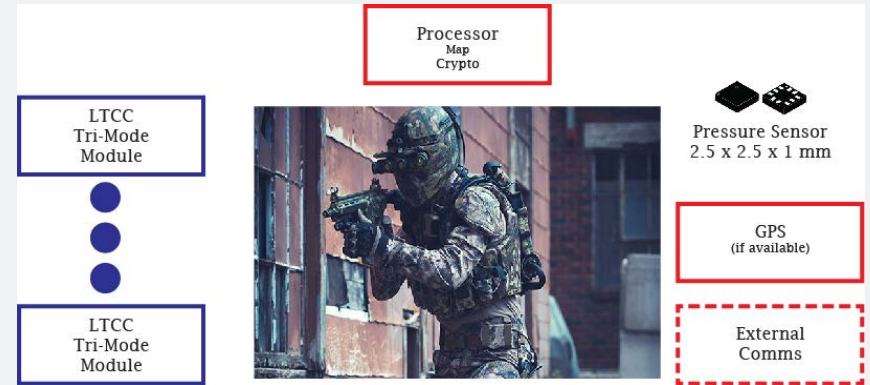 Processor
Map
Crypto
LTCC
Tri-Mode
Module
Pressure Sensor
2.5 x 2.5 x 1 mm
GPS
(if available)
LTCC
Tri-Mode
Module
External
Comms